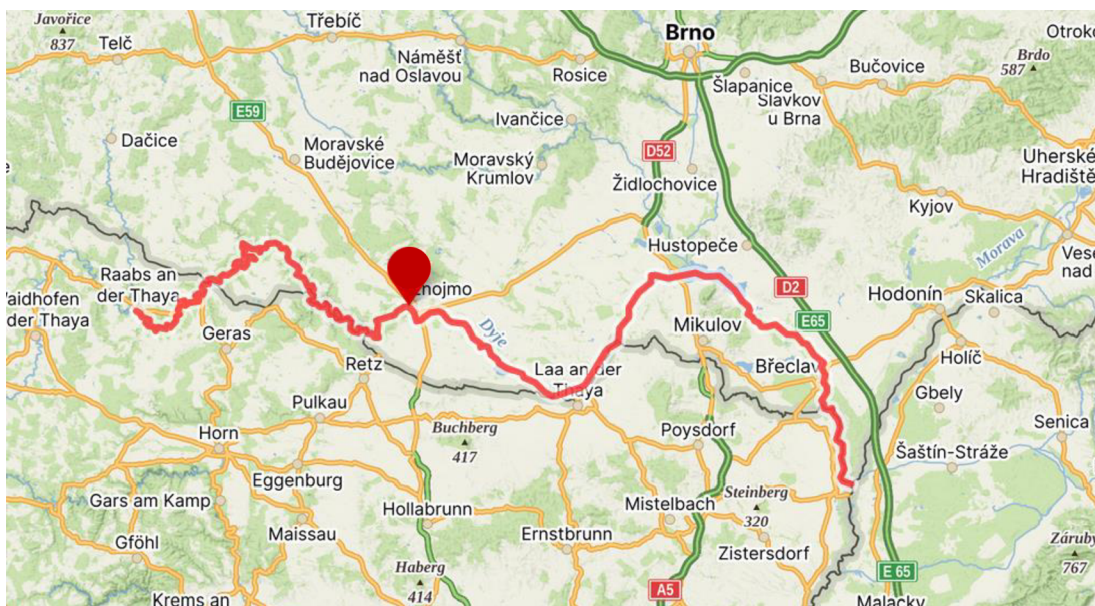 Javořice
837
Telč
Třebíč
Náměšť
nad Oslavou
Brno
Rosice
Šlapanice
Slavkov
u Brna
Bučovice
Brdo
587
Otroko
E59
Dačice
Moravské
Budějovice
Ivančice
Moravský
Krumlov
D52
Židlochovice
Uherské
Hradiště
Kyjov
Hustopeče
Morava
Vese
nad
Raabs an
der Thaya
Vaidhofen
der Thaya
Znojmo
Dyje
D2
E65
Hodonín
Skalica
Geras
Retz
Laa an der
Thaya
Mikulov
Břeclav
Holíč
Gbely
Senica
Pulkau
Horn
Buchberg
417
Poysdorf
Šaštín-Stráže
Eggenburg
Gars am Kamp
Hollabrunn
Mistelbach
Steinberg
320
Maissau
Ernstbrunn
Zistersdorf
Gföhl
Haberg
414
A5
E 65
Záruby
767
Krems an
Malacky